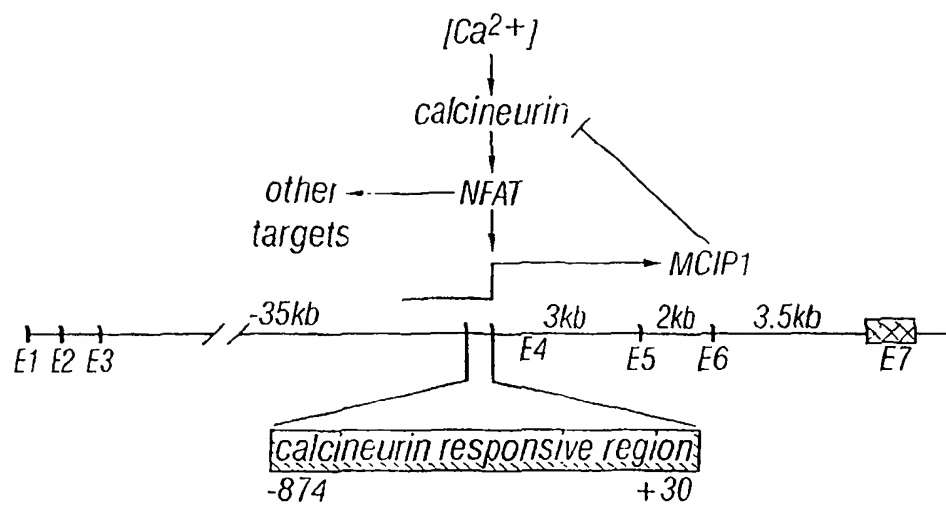 [Ca2+]
calcineurin
other targets
NFAT
MCIP1
-35kb
3kb
2kb
3.5kb
E1 E2 E3
E4
E5
E6
E7
calcineurin responsive region
-874
+30